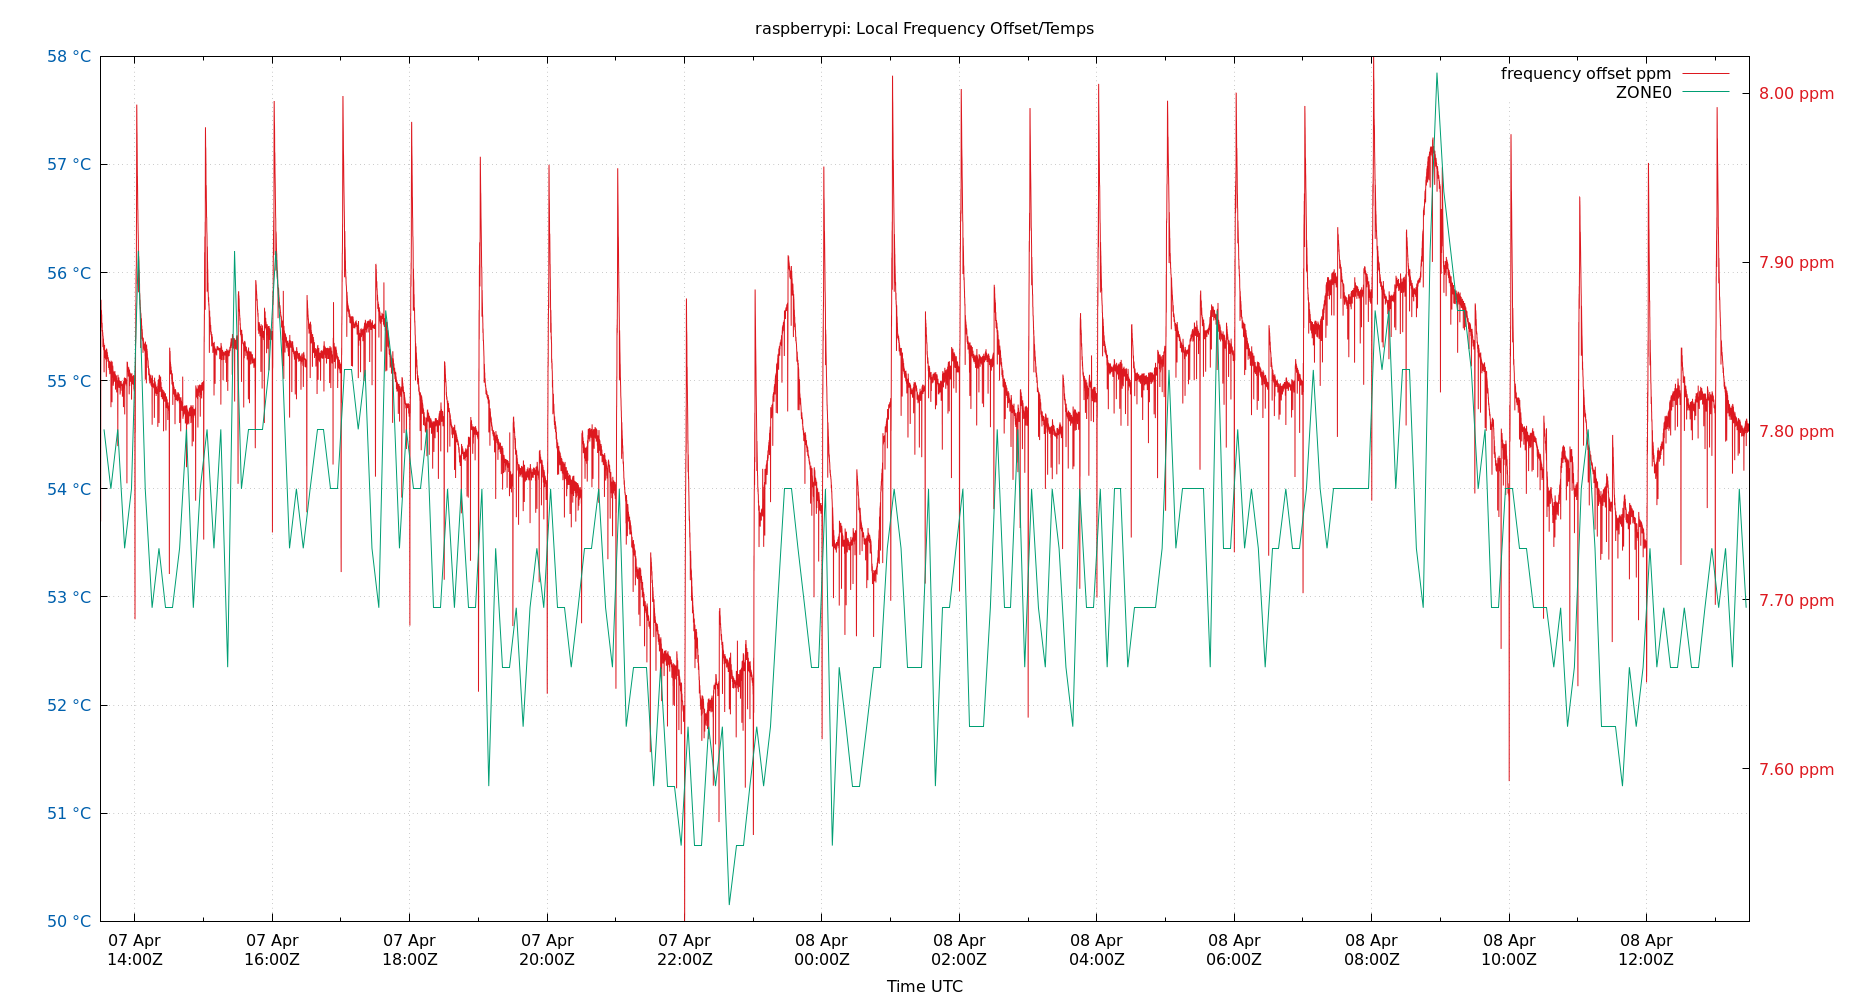 raspberrypi: Local Frequency Offset/Temps
frequency offset ppm
ZONE0
58 °C
57 °C
56 °C
55 °C
54 °C
53 °C
52 °C
51 °C
50 °C
8.00 ppm
7.90 ppm
7.80 ppm
7.70 ppm
7.60 ppm
07 Apr 07 Apr 07 Apr 07 Apr 07 Apr 08 Apr 08 Apr 08 Apr 08 Apr 08 Apr 08 Apr 08 Apr
14:00Z 16:00Z 18:00Z 20:00Z 22:00Z 00:00Z 02:00Z 04:00Z 06:00Z 08:00Z 10:00Z 12:00Z
Time UTC